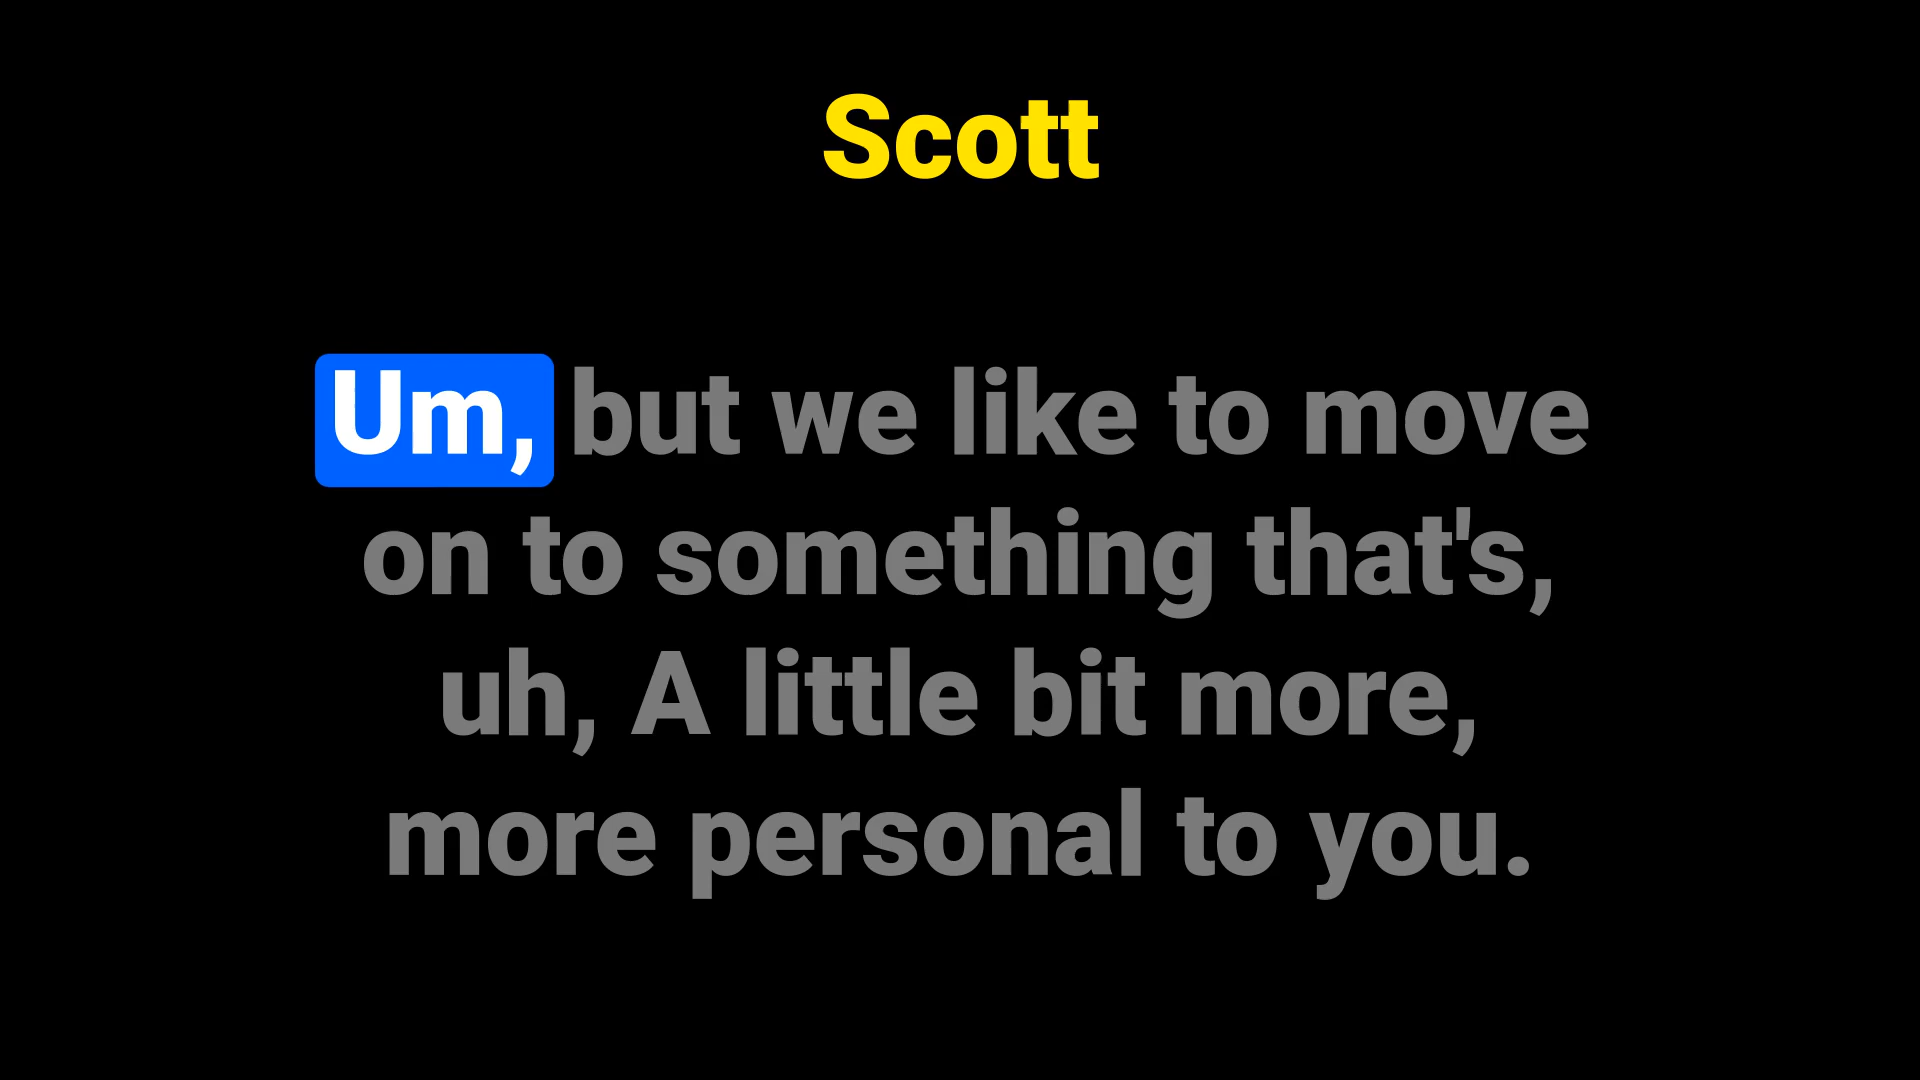 Scott
Um, but we like to move
on to something that's,
uh, A little bit more,
more personal to you.